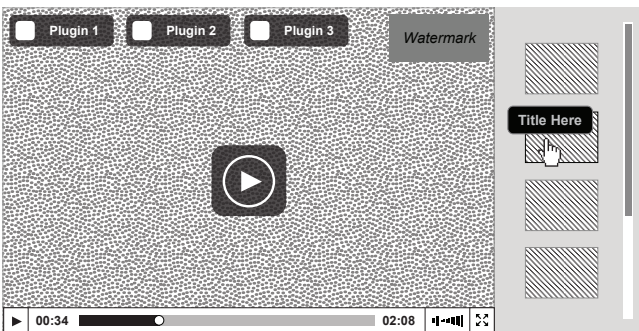 Plugin 1
Plugin 2
Plugin 3
Watermark
Title Here
00:34
02:08